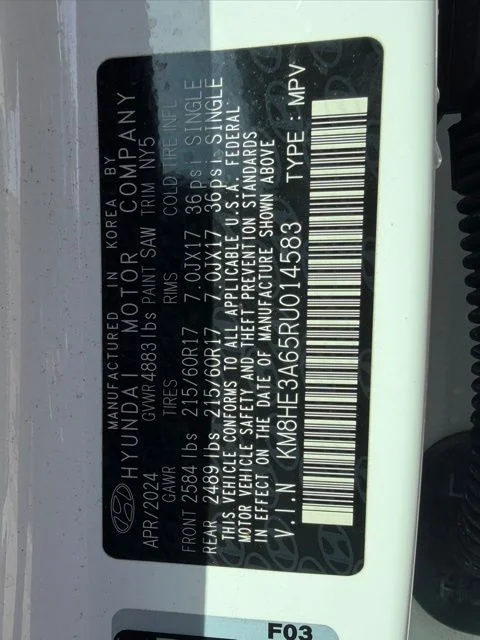 MANUFACTURED IN KOREA BY
HYUNDAI MOTOR COMPANY
APR/2024 GVWR 4883 lbs PAINT SAW TRIM NY5
GAWR TIRES RIMS COLD TIRE INFL
FRONT 2584 lbs 215/60R17 7.0JX17 36psi SINGLE
REAR 2489 lbs 215/60R17 7.0JX17 36psi SINGLE
THIS VEHICLE CONFORMS TO ALL APPLICABLE U.S.A. FEDERAL
MOTOR VEHICLE SAFETY AND THEFT PREVENTION STANDARDS
IN EFFECT ON THE DATE OF MANUFACTURE SHOWN ABOVE
V.I.N KM8HE3A65RU014583 TYPE : MPV
F03